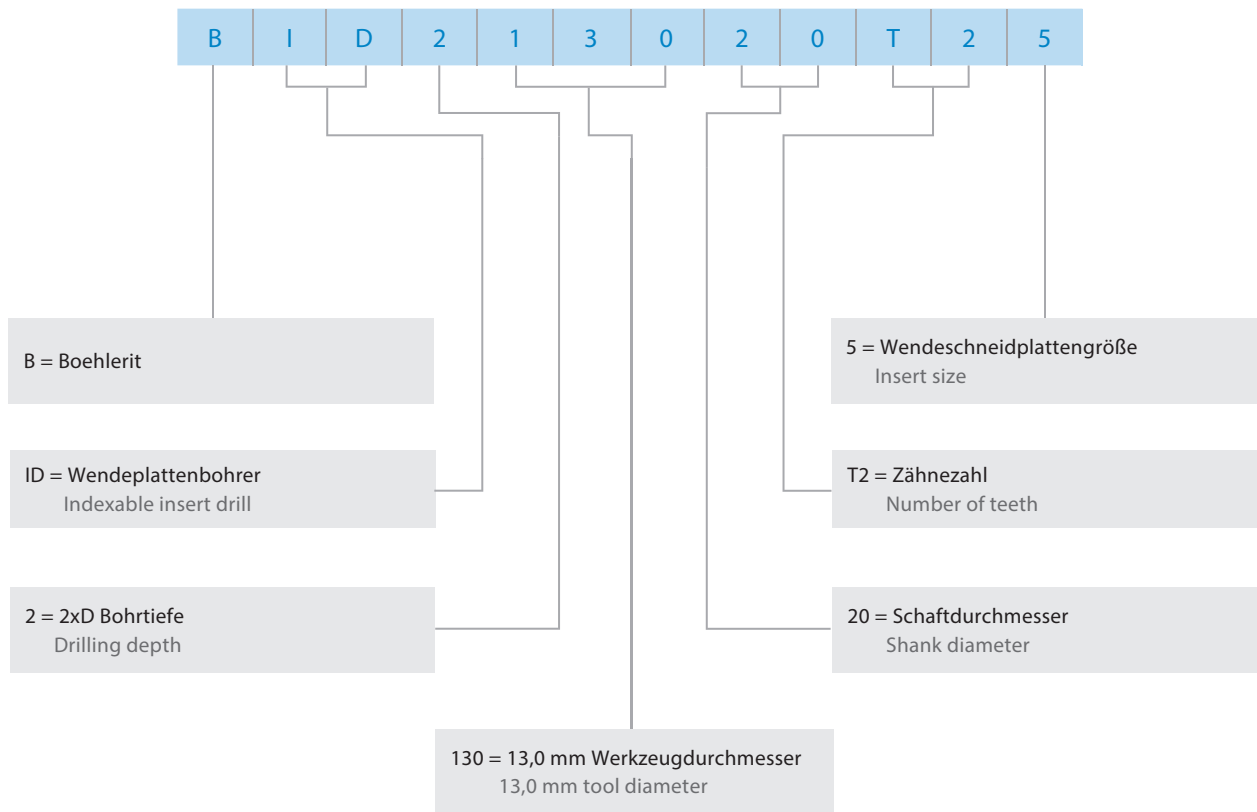 B I D 2 1 3 0 2 0 T 2 5
B = Boehlerit
ID = Wendeplattenbohrer
Indexable insert drill
2 = 2xD Bohrtiefe
Drilling depth
130 = 13,0 mm Werkzeugdurchmesser
13,0 mm tool diameter
5 = Wendeschneidplattengröße
Insert size
T2 = Zähnezahl
Number of teeth
20 = Schaftdurchmesser
Shank diameter